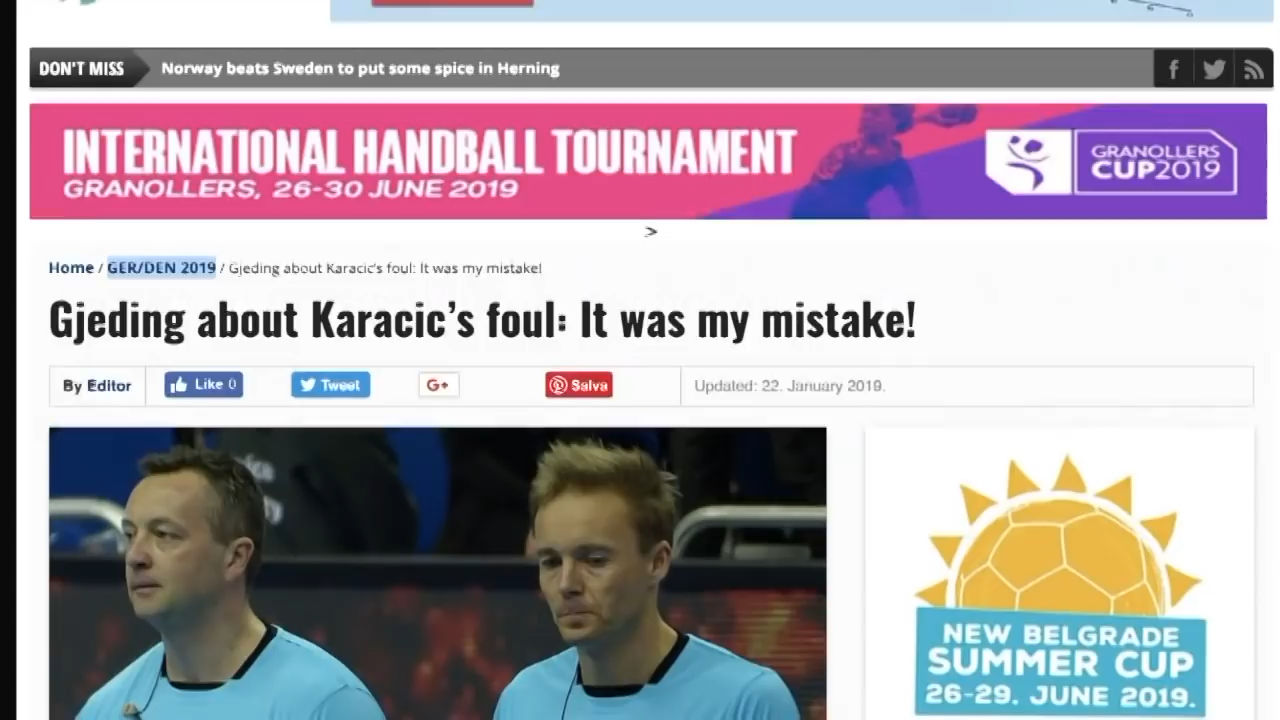 DON'T MISS
Norway beats Sweden to put some spice in Herning
INTERNATIONAL HANDBALL TOURNAMENT
GRANOLLERS, 26-30 JUNE 2019
GRANOLLERS
CUP2019
>
Home / GER/DEN 2019 / Gjeding about Karacic's foul: It was my mistake!
Gjeding about Karacic's foul: It was my mistake!
By Editor
Like 0
Tweet
G+
Salva
Updated: 22. January 2019.
NEW BELGRADE
SUMMER CUP
26-29. JUNE 2019.